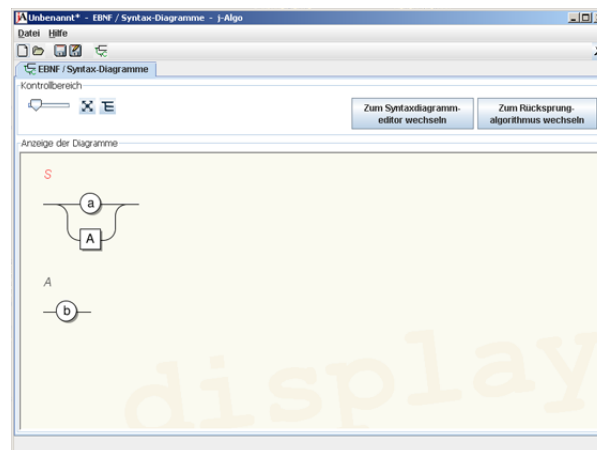 Unbenannt* - EBNF / Syntax-Diagramme - j-Algo
Datei Hilfe
EBNF / Syntax-Diagramme
Kontrollbereich
Zum Syntaxdiagramm-
editor wechseln
Zum Rücksprung-
algorithmus wechseln
Anzeige der Diagramme
S
a
A
A
b
display